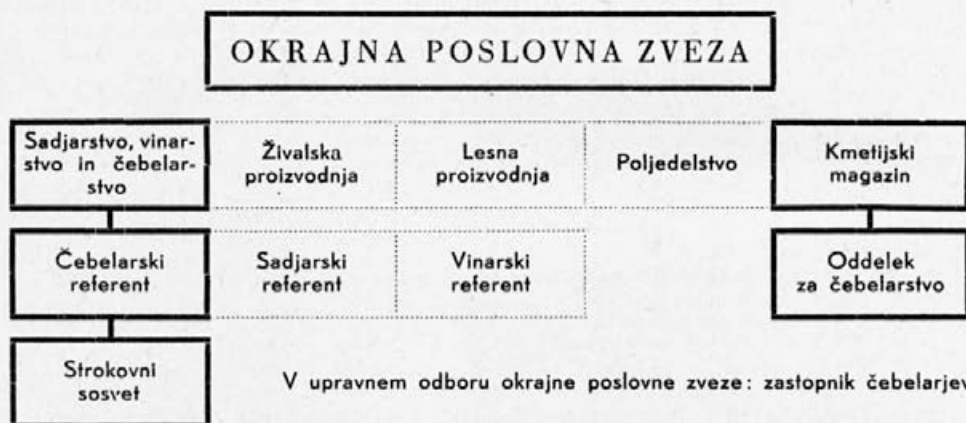 OKRAJNA POSLOVNA ZVEZA
Sadjarstvo, vinar-
stvo in čebelar-
stvo
Živalska
proizvodnja
Lesna
proizvodnja
Poljedelstvo
Kmetijski
magazin
Čebelarski
referent
Sadjarski
referent
Vinarski
referent
Oddelek
za čebelarstvo
Strokovni
sosvet
V upravnem odboru okrajne poslovne zveze: zastopnik čebelarjev